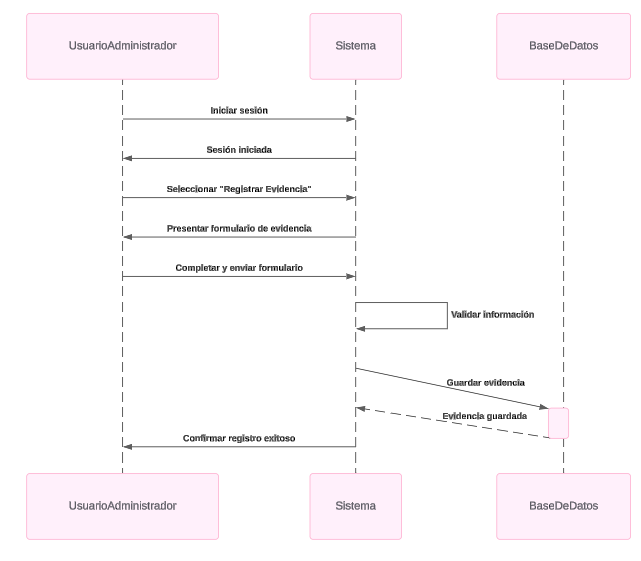 UsuarioAdministrador
Sistema
BaseDeDatos
Iniciar sesión
Sesión iniciada
Seleccionar "Registrar Evidencia"
Presentar formulario de evidencia
Completar y enviar formulario
Validar información
Guardar evidencia
Evidencia guardada
Confirmar registro exitoso
UsuarioAdministrador
Sistema
BaseDeDatos